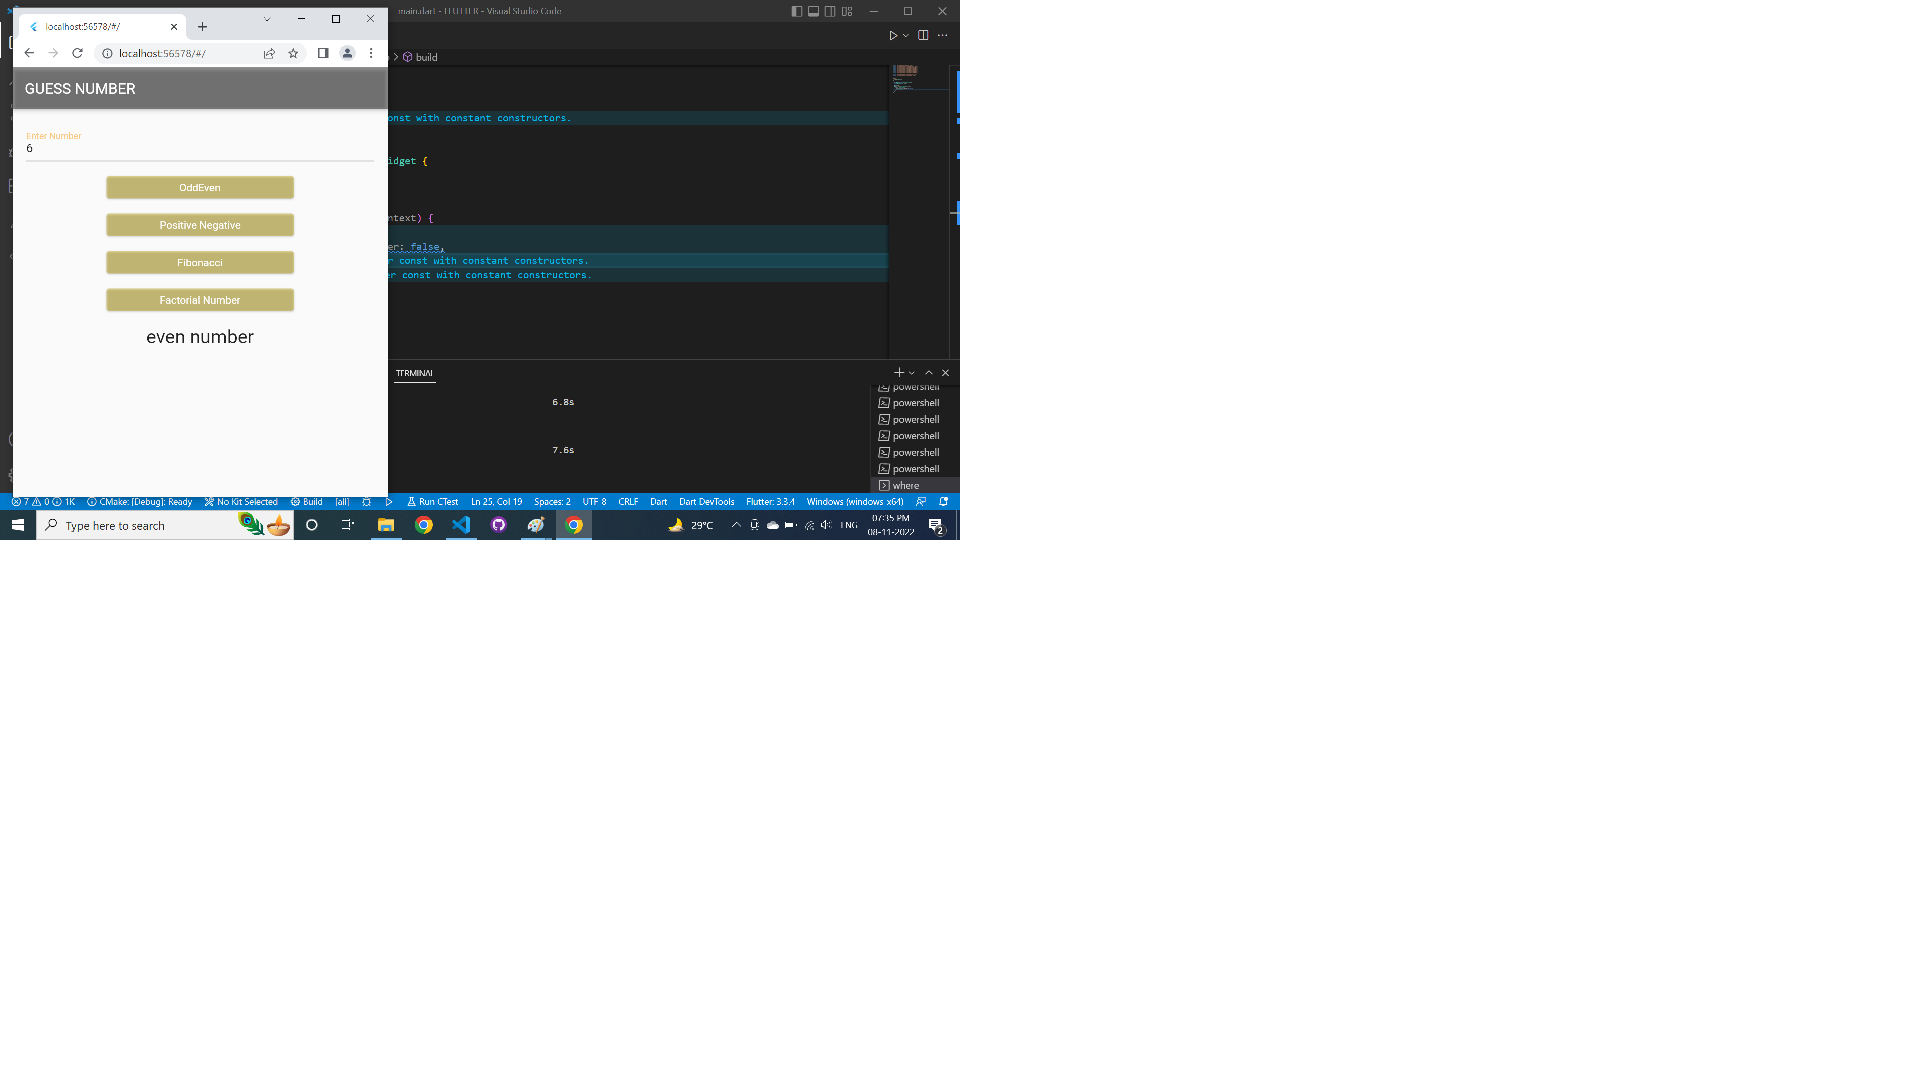 localhost:56578/#/
localhost:56578/#/
GUESS NUMBER
Enter Number
6
OddEven
Positive Negative
Fibonacci
Factorial Number
even number
main.dart - FLUTTER - Visual Studio Code
build
onst with constant constructors.
idget {
ntext) {
er: false,
r const with constant constructors.
er const with constant constructors.
TERMINAL
6.8s
7.6s
powershell
powershell
powershell
powershell
powershell
powershell
where
7 0 1K CMake: [Debug]: Ready No Kit Selected Build [all] Run CTest Ln 25, Col 19 Spaces: 2 UTF-8 CRLF Dart Dart DevTools Flutter: 3.3.4 Windows (windows-x64)
Type here to search
29°C
ENG
07:35 PM
08-11-2022
2